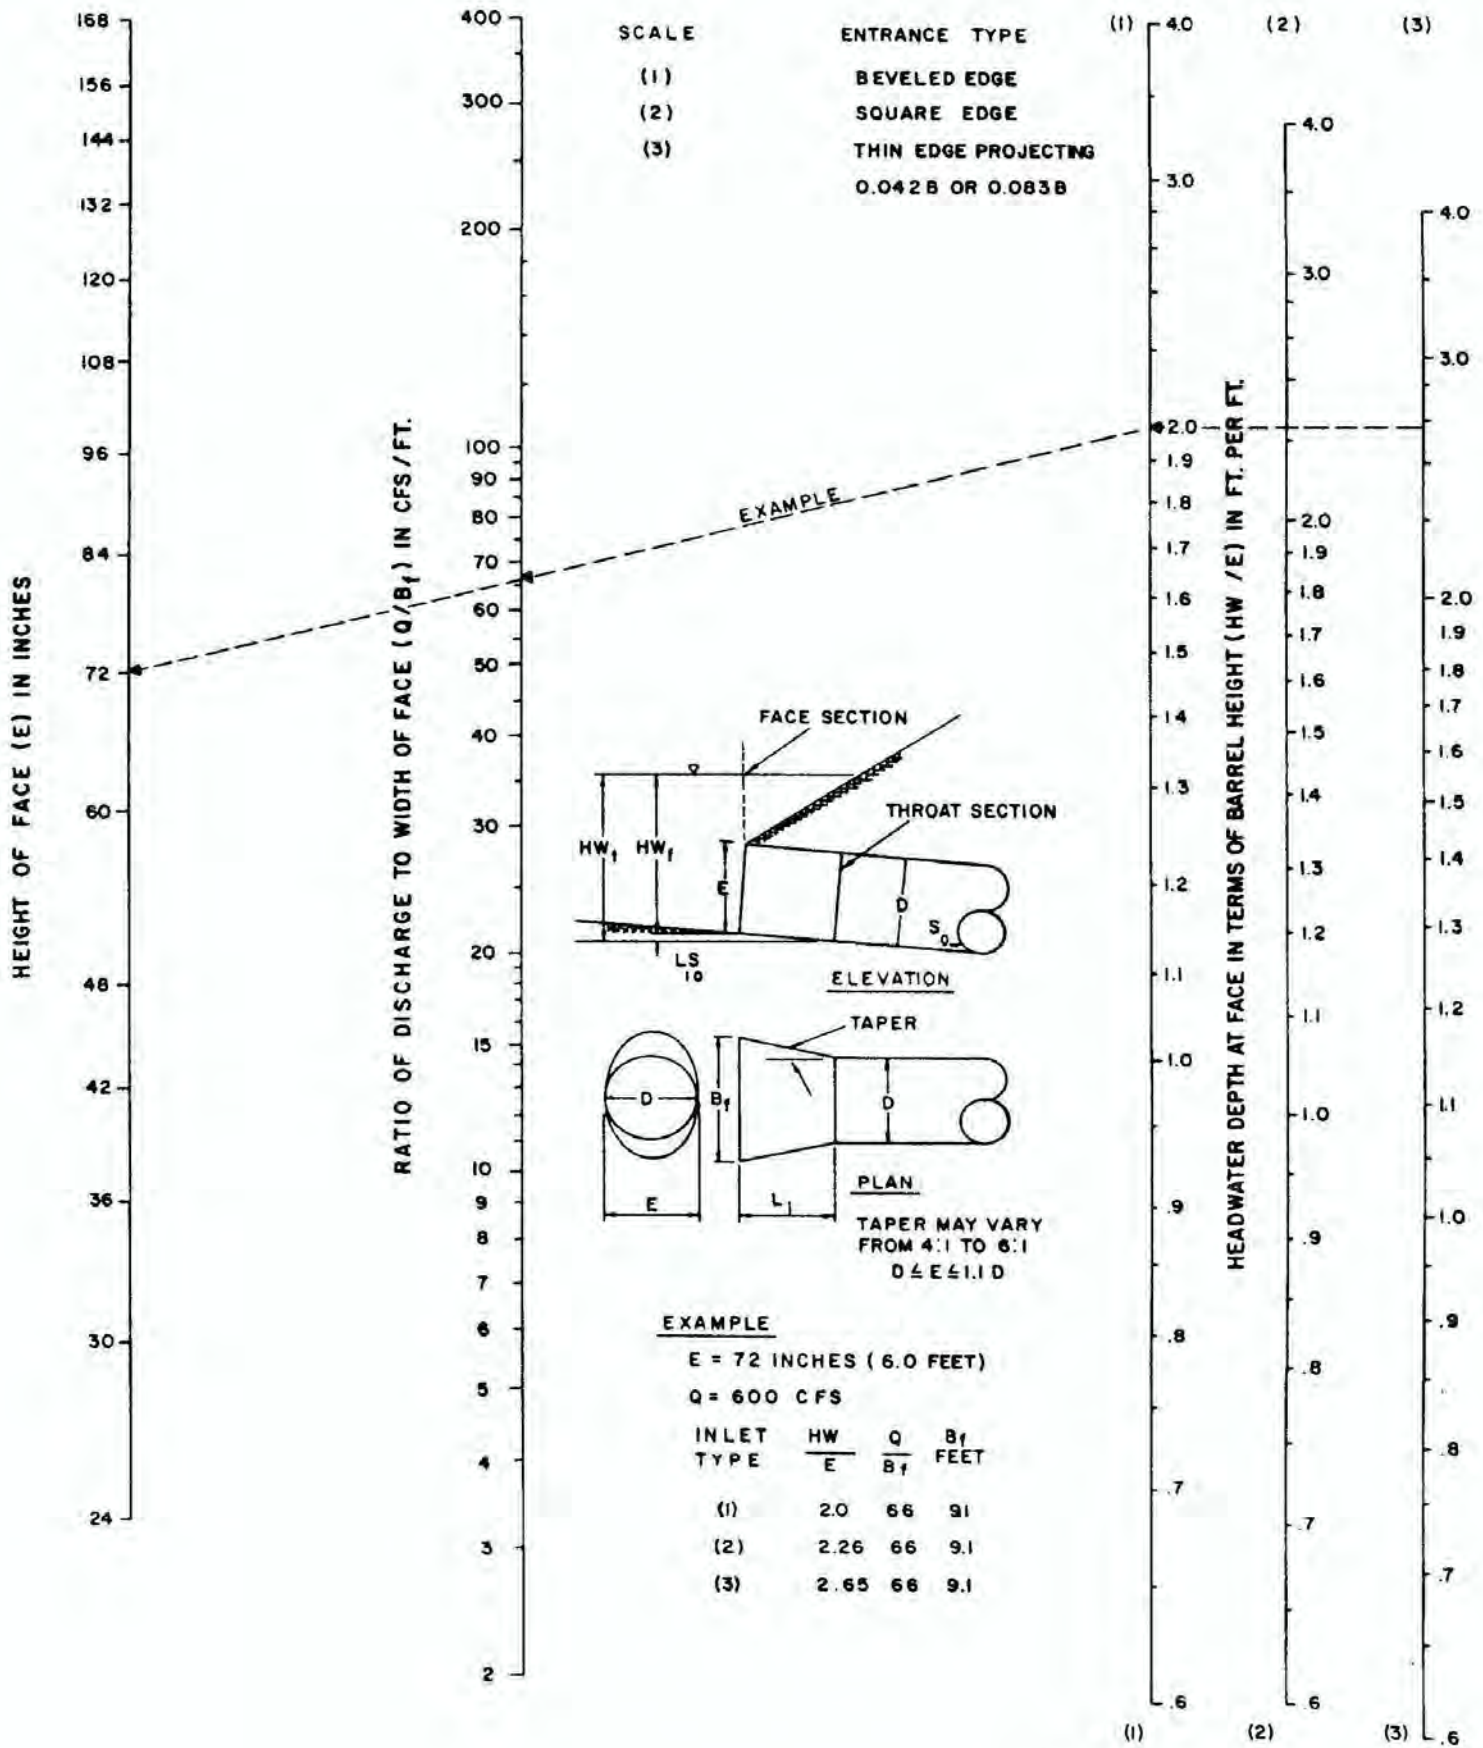 HEIGHT OF FACE (E) IN INCHES
168
156
144
132
120
108
96
84
72
60
48
42
36
30
24
RATIO OF DISCHARGE TO WIDTH OF FACE (Q/Bf) IN CFS/FT.
400
300
200
100
90
80
70
60
50
40
30
20
15
10
9
8
7
6
5
4
3
2
SCALE ENTRANCE TYPE
(1) BEVELED EDGE
(2) SQUARE EDGE
(3) THIN EDGE PROJECTING
0.042B OR 0.083B
EXAMPLE
FACE SECTION
THROAT SECTION
HWt HWf
E
D
So
LS
10
ELEVATION
TAPER
D
Bf
D
E
L1
PLAN
TAPER MAY VARY
FROM 4:1 TO 6:1
D ≤ E ≤ 1.1 D
EXAMPLE
E = 72 INCHES (6.0 FEET)
Q = 600 CFS
INLET HW Q Bf
TYPE E Bf FEET
(1) 2.0 66 9.1
(2) 2.26 66 9.1
(3) 2.65 66 9.1
HEADWATER DEPTH AT FACE IN TERMS OF BARREL HEIGHT (HW /E) IN FT. PER FT.
(1)
4.0
3.0
2.0
1.9
1.8
1.7
1.6
1.5
1.4
1.3
1.2
1.1
1.0
.9
.8
.7
.6
(1)
(2)
4.0
3.0
2.0
1.9
1.8
1.7
1.6
1.5
1.4
1.3
1.2
1.1
1.0
.9
.8
.7
.6
(2)
(3)
4.0
3.0
2.0
1.9
1.8
1.7
1.6
1.5
1.4
1.3
1.2
1.1
1.0
.9
.8
.7
.6
(3)